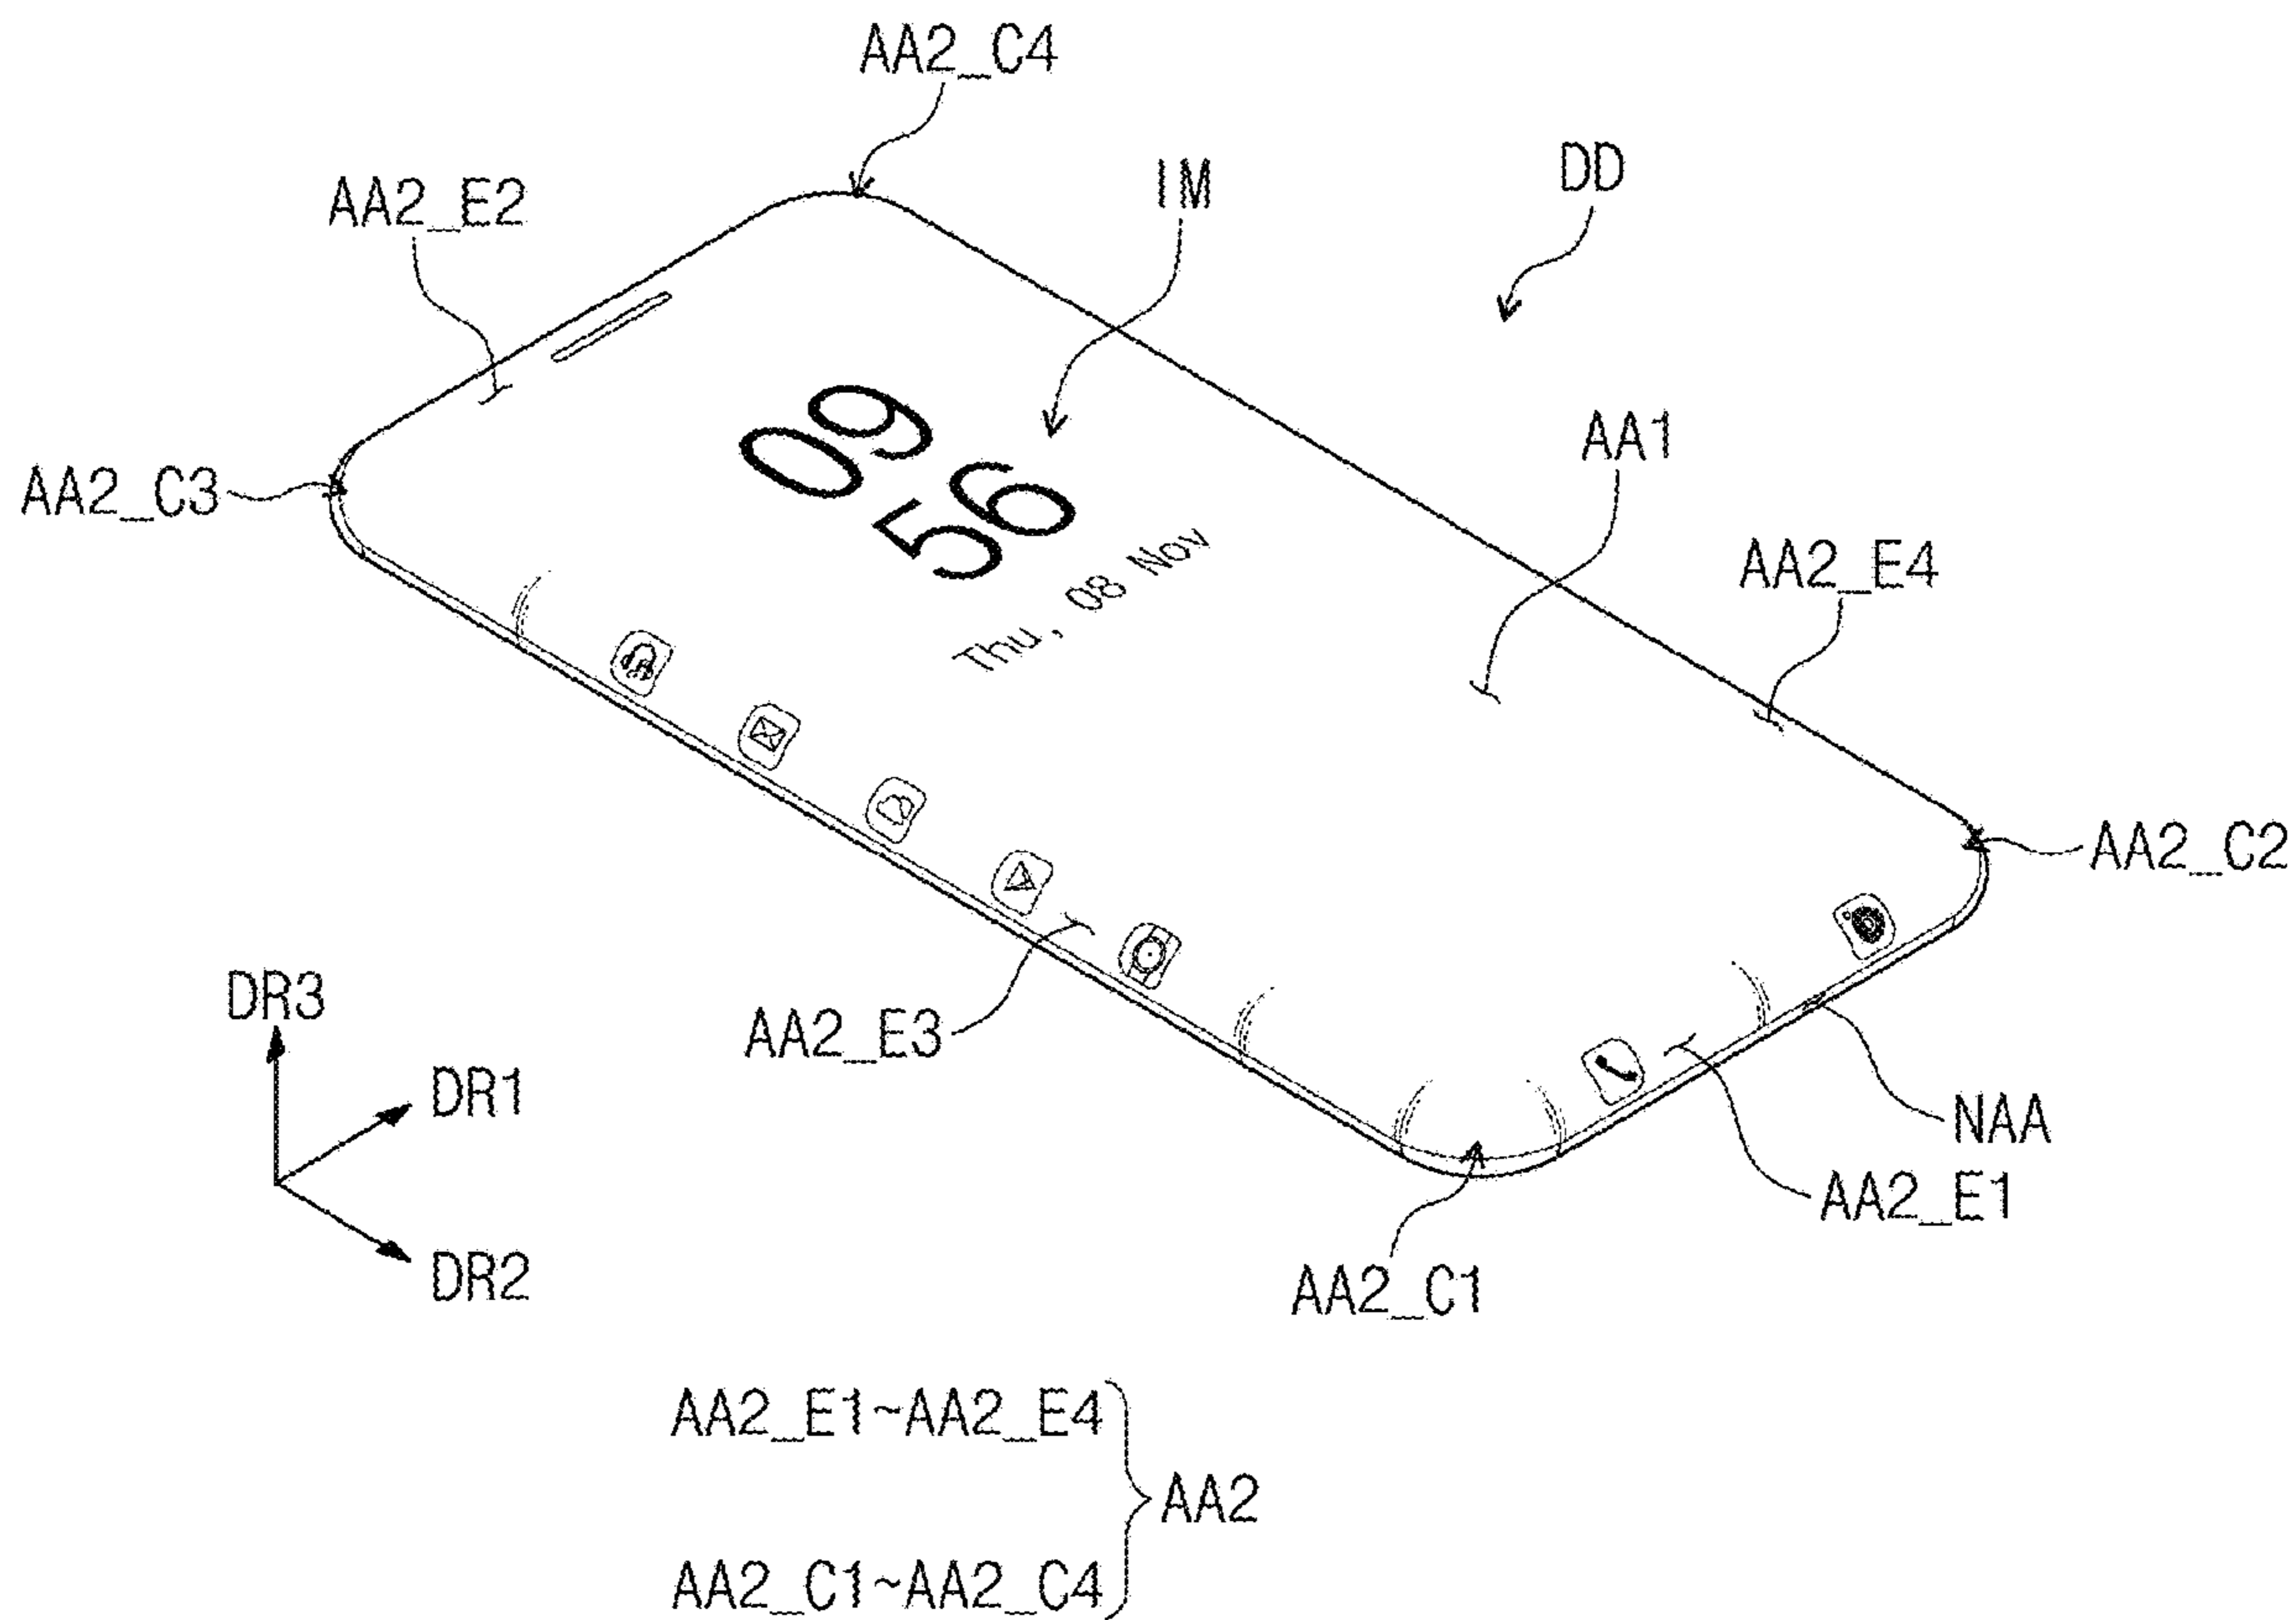 AA2_C4
DD
IM
AA2_E2
AA1
AA2_C3
09
56
Thu, 08 Nov
AA2_E4
AA2_C2
DR3
AA2_E3
DR1
NAA
AA2_E1
DR2
AA2_C1
AA2_E1~AA2_E4
AA2
AA2_C1~AA2_C4